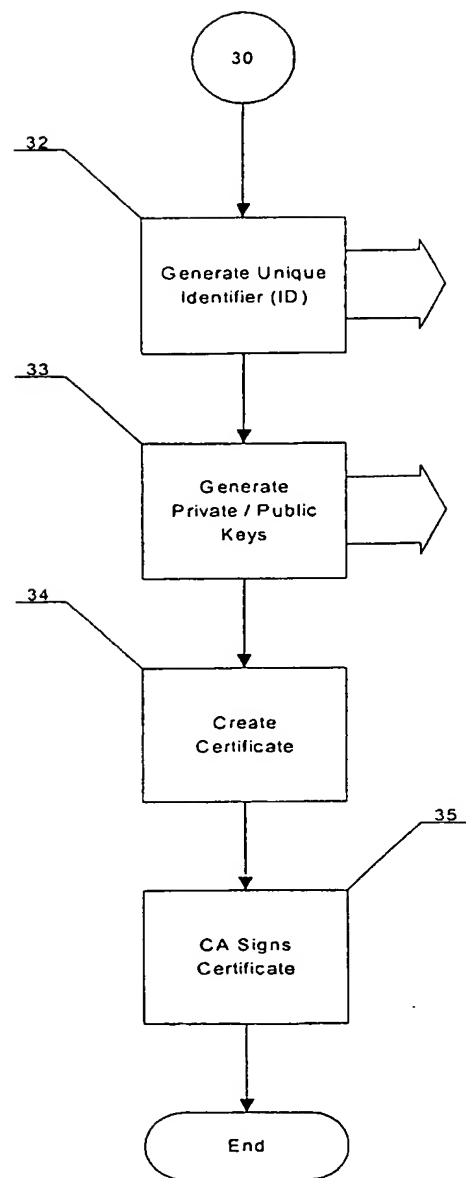 30
32
Generate Unique
Identifier (ID)
33
Generate
Private / Public
Keys
34
Create
Certificate
35
CA Signs
Certificate
End